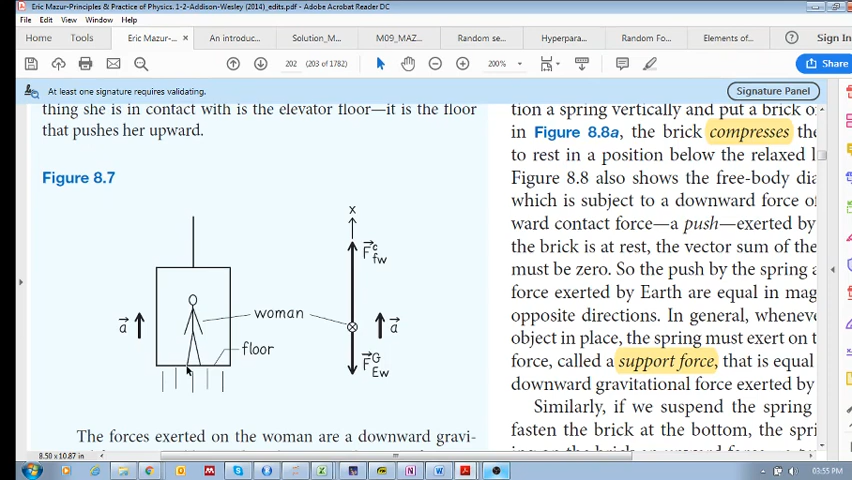 Eric Mazur-Principles & Practice of Physics. 1-2-Addison-Wesley (2014)_edits.pdf - Adobe Acrobat Reader DC
File Edit View Window Help
Home Tools Eric Mazur-... × An introduc... Solution_M... M09_MAZ... Random se... Hyperpara... Random Fo... Elements of... Sign In
202 (203 of 1782) 200% Share
At least one signature requires validating. Signature Panel
thing she is in contact with is the elevator floor—it is the floor
that pushes her upward.
Figure 8.7
x
F c fw
woman
a
a
floor
F G Ew
The forces exerted on the woman are a downward gravi-
tion a spring vertically and put a brick o
in Figure 8.8a, the brick compresses the
to rest in a position below the relaxed l
Figure 8.8 also shows the free-body dia
which is subject to a downward force o
ward contact force—a push—exerted by
the brick is at rest, the vector sum of the
must be zero. So the push by the spring a
force exerted by Earth are equal in mag
opposite directions. In general, wheneve
object in place, the spring must exert on t
force, called a support force, that is equal
downward gravitational force exerted by
Similarly, if we suspend the spring
fasten the brick at the bottom, the spri
8.50 x 10.87 in
03:55 PM